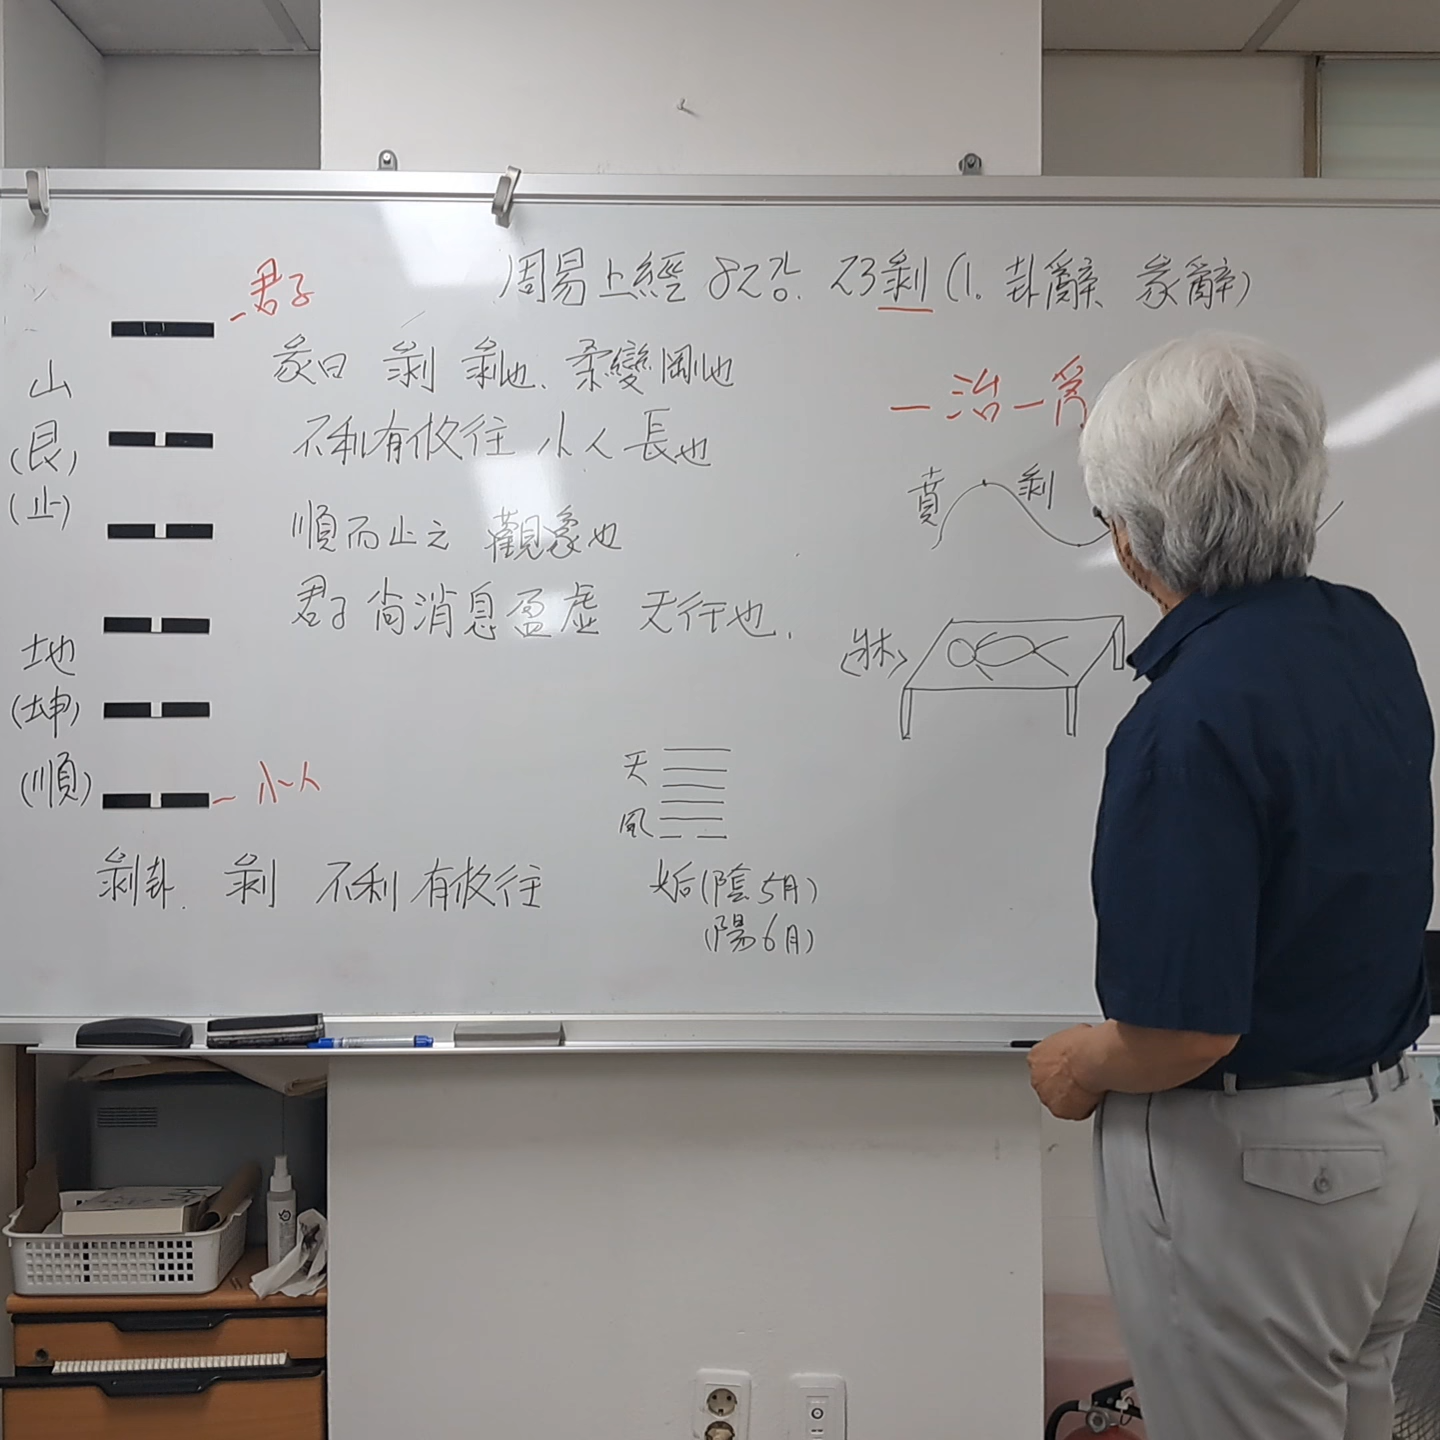 周易上經 82강. 23剝 (1. 卦辭 彖辭)
君子
彖曰 剝 剝也. 柔變剛也
不利有攸往 小人長也
順而止之 觀象也
君子尙消息盈虛 天行也.
山
(艮)
(止)
地
(坤)
(順)
小人
剝卦. 剝 不利有攸往
一治一
賁 剝
(牀)
天
風
姤(陰5月)
(陽6月)